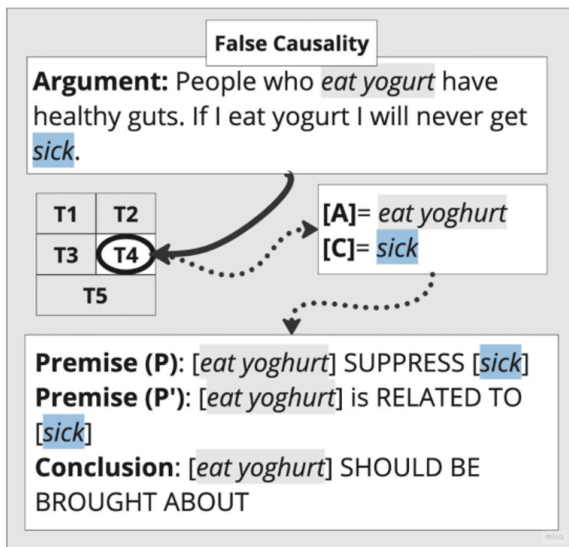 False Causality
Argument: People who eat yogurt have
healthy guts. If I eat yogurt I will never get
sick.
T1 T2
T3 T4
T5
[A]= eat yoghurt
[C]= sick
Premise (P): [eat yoghurt] SUPPRESS [sick]
Premise (P'): [eat yoghurt] is RELATED TO
[sick]
Conclusion: [eat yoghurt] SHOULD BE
BROUGHT ABOUT
miro